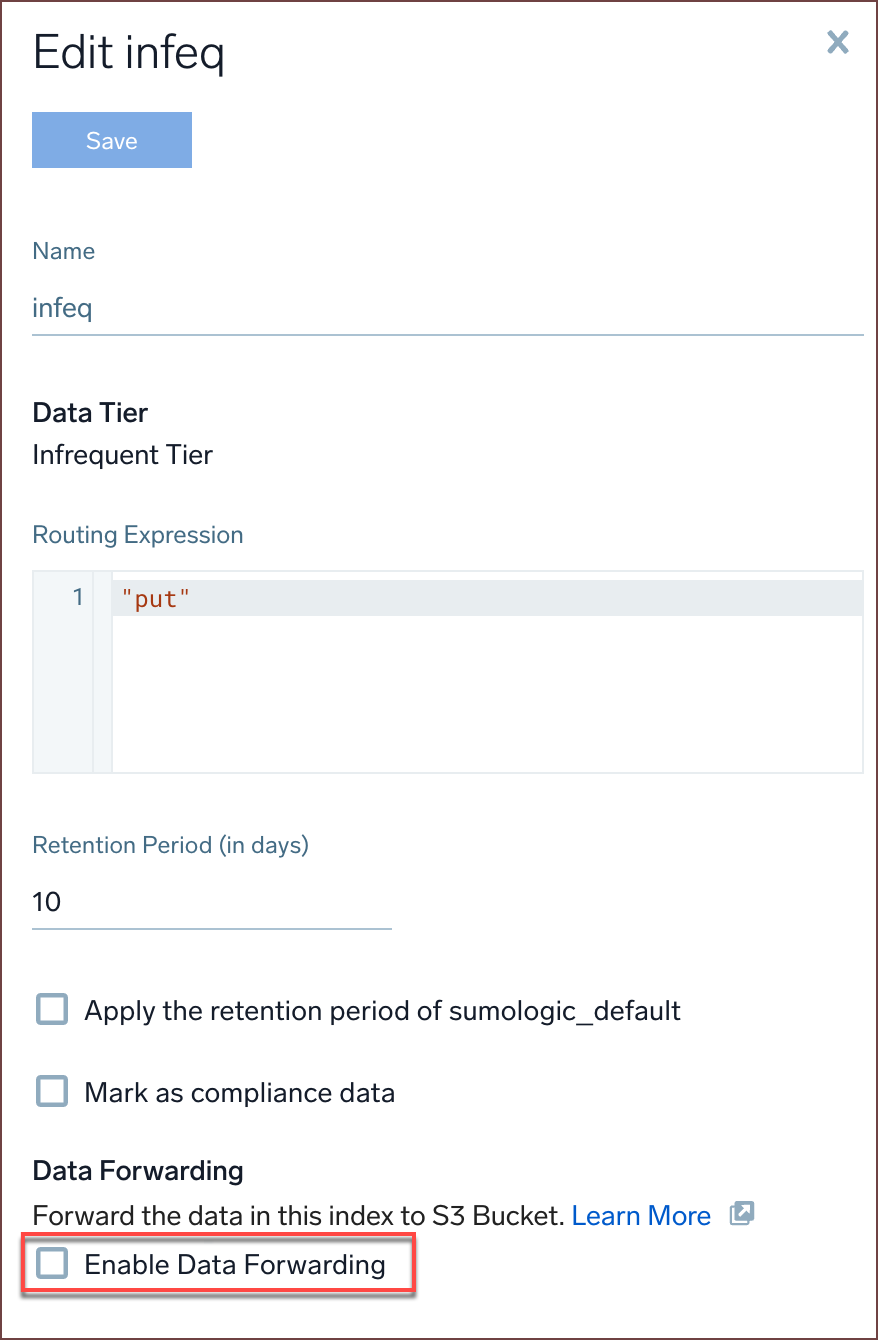 Edit infeq
Save
Name
infeq
Data Tier
Infrequent Tier
Routing Expression
1 "put"
Retention Period (in days)
10
Apply the retention period of sumologic_default
Mark as compliance data
Data Forwarding
Forward the data in this index to S3 Bucket. Learn More
Enable Data Forwarding